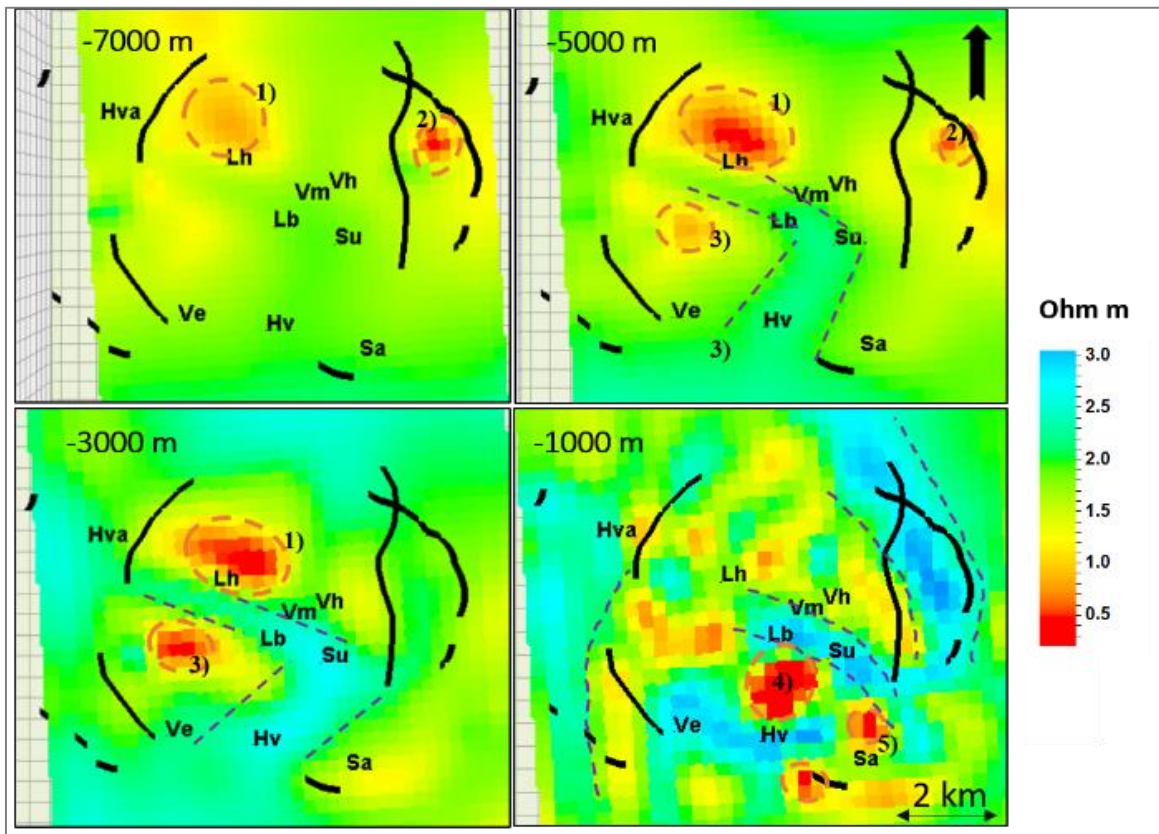 -7000 m
1)
2)
Hva
Lh
Vm
Vh
Lb
Su
Ve
Hv
Sa
-5000 m
1)
2)
Hva
Lh
Vm
Vh
Lb
Su
3)
Ve
Hv
3)
Sa
Ohm m
3.0
2.5
2.0
1.5
1.0
0.5
-3000 m
Hva
1)
Lh
Vm
Vh
Lb
Su
3)
Ve
Hv
Sa
-1000 m
Hva
Lh
Vm
Vh
Lb
Su
4)
Ve
Hv
5)
Sa
2 km